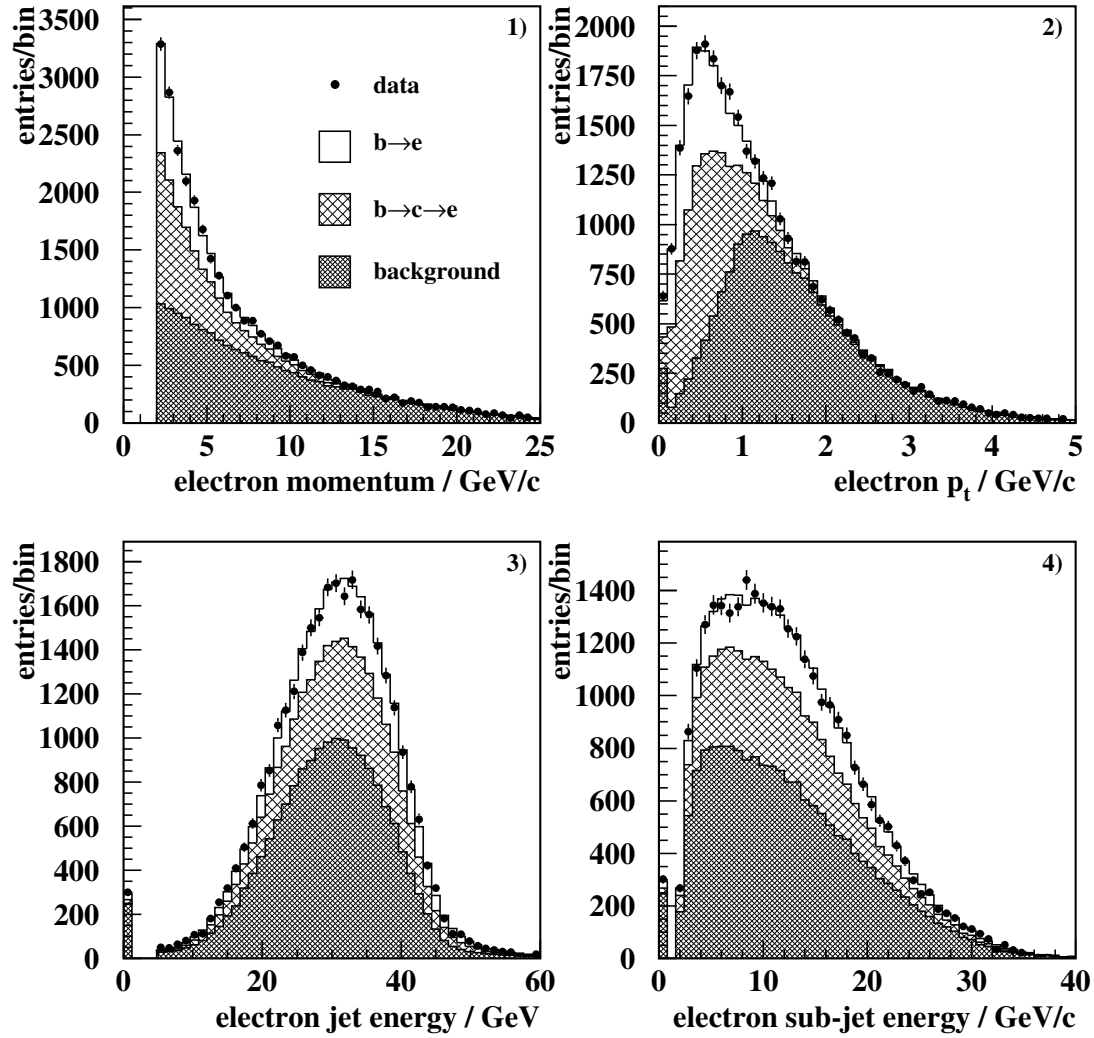 entries/bin
3500
3000
2500
2000
1500
1000
500
0
0 5 10 15 20 25
electron momentum / GeV/c
1)
data
b→e
b→c→e
background
entries/bin
2000
1750
1500
1250
1000
750
500
250
0
0 1 2 3 4 5
electron p_t / GeV/c
2)
entries/bin
1800
1600
1400
1200
1000
800
600
400
200
0
0 20 40 60
electron jet energy / GeV
3)
entries/bin
1400
1200
1000
800
600
400
200
0
0 10 20 30 40
electron sub-jet energy / GeV/c
4)